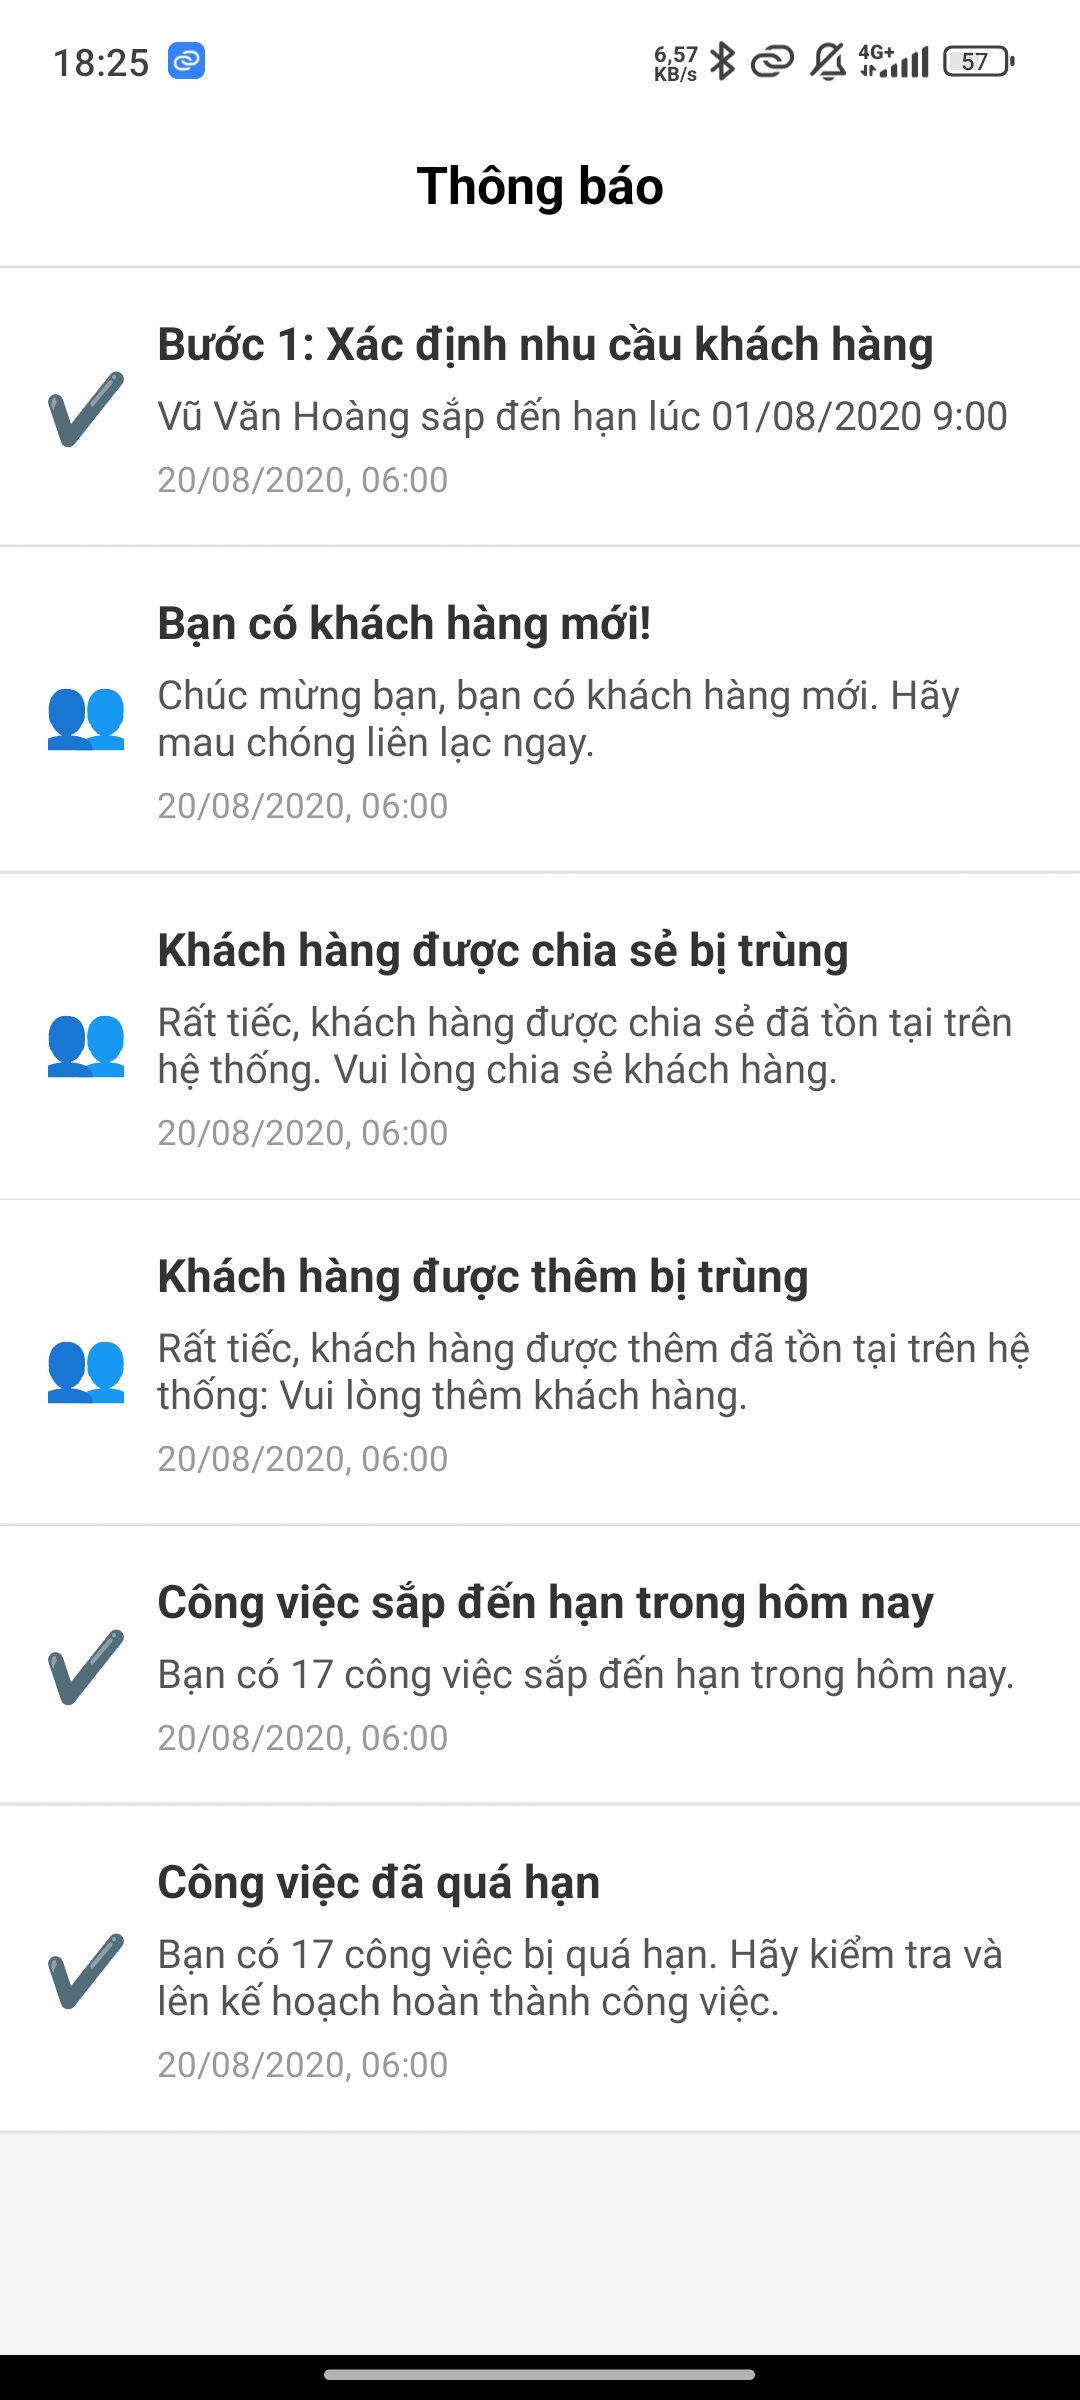 18:25
6,57
KB/s
4G+
57
Thông báo
Bước 1: Xác định nhu cầu khách hàng
Vũ Văn Hoàng sắp đến hạn lúc 01/08/2020 9:00
20/08/2020, 06:00
Bạn có khách hàng mới!
Chúc mừng bạn, bạn có khách hàng mới. Hãy
mau chóng liên lạc ngay.
20/08/2020, 06:00
Khách hàng được chia sẻ bị trùng
Rất tiếc, khách hàng được chia sẻ đã tồn tại trên
hệ thống. Vui lòng chia sẻ khách hàng.
20/08/2020, 06:00
Khách hàng được thêm bị trùng
Rất tiếc, khách hàng được thêm đã tồn tại trên hệ
thống: Vui lòng thêm khách hàng.
20/08/2020, 06:00
Công việc sắp đến hạn trong hôm nay
Bạn có 17 công việc sắp đến hạn trong hôm nay.
20/08/2020, 06:00
Công việc đã quá hạn
Bạn có 17 công việc bị quá hạn. Hãy kiểm tra và
lên kế hoạch hoàn thành công việc.
20/08/2020, 06:00